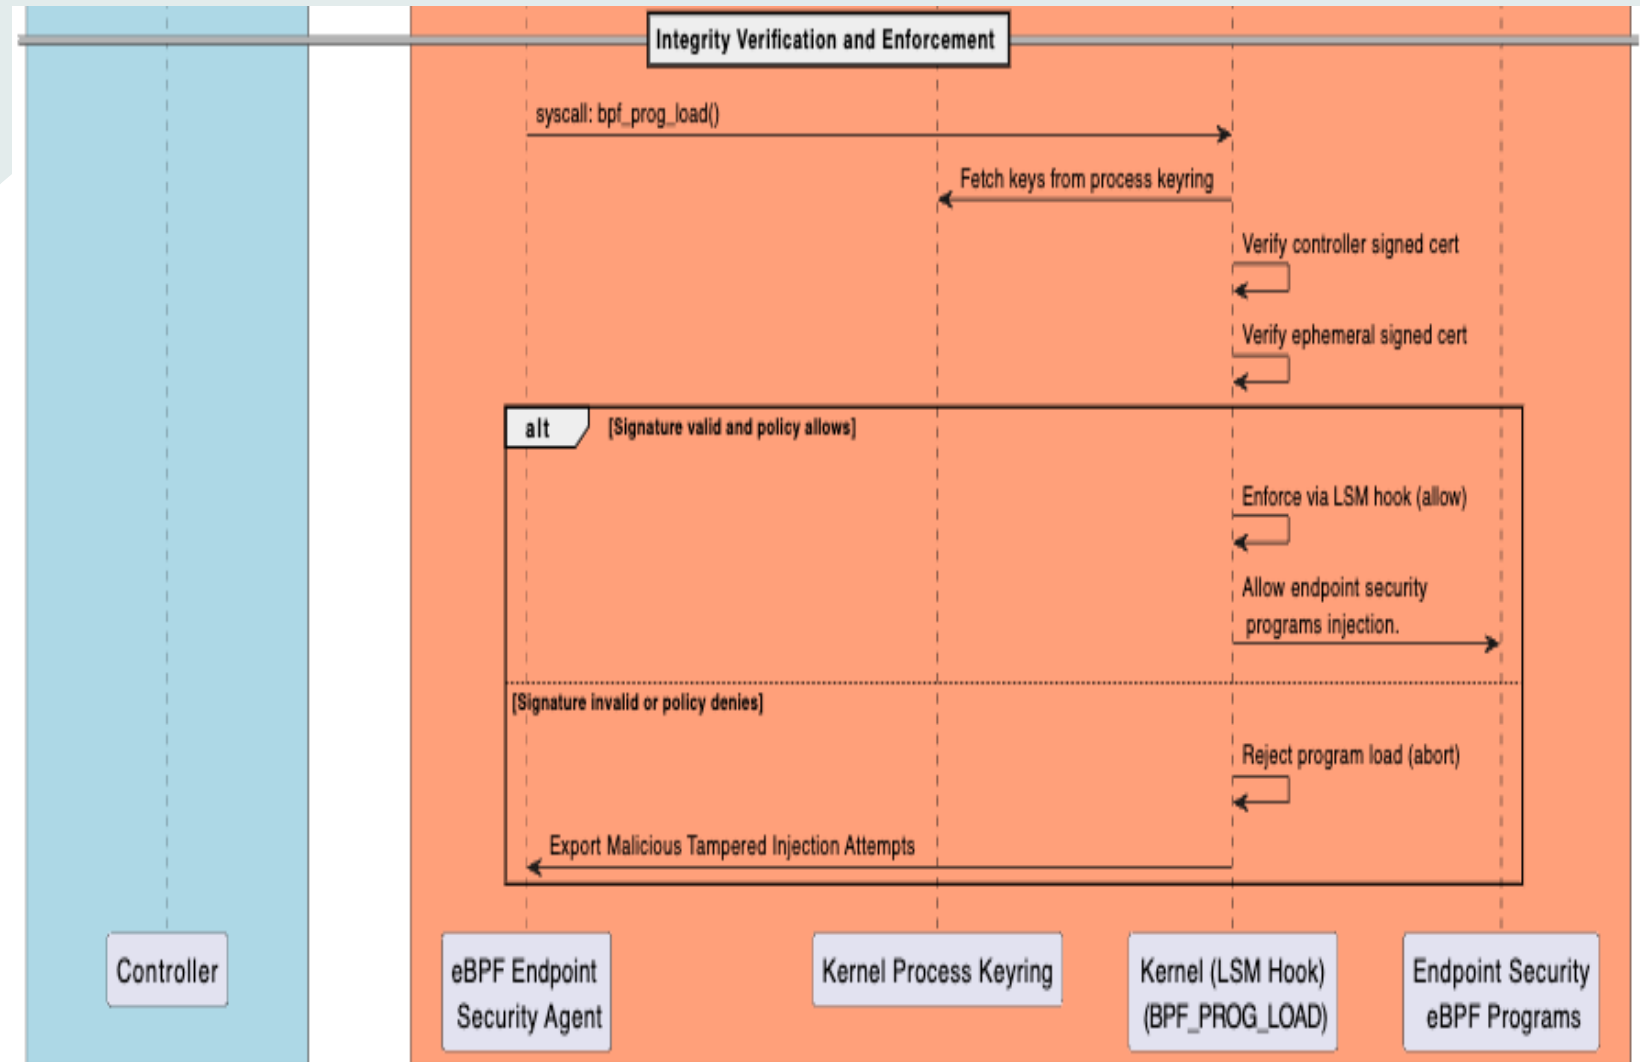 Integrity Verification and Enforcement
syscall: bpf_prog_load()
Fetch keys from process keyring
Verify controller signed cert
Verify ephemeral signed cert
alt
[Signature valid and policy allows]
Enforce via LSM hook (allow)
Allow endpoint security
programs injection.
[Signature invalid or policy denies]
Reject program load (abort)
Export Malicious Tampered Injection Attempts
Controller
eBPF Endpoint
Security Agent
Kernel Process Keyring
Kernel (LSM Hook)
(BPF_PROG_LOAD)
Endpoint Security
eBPF Programs